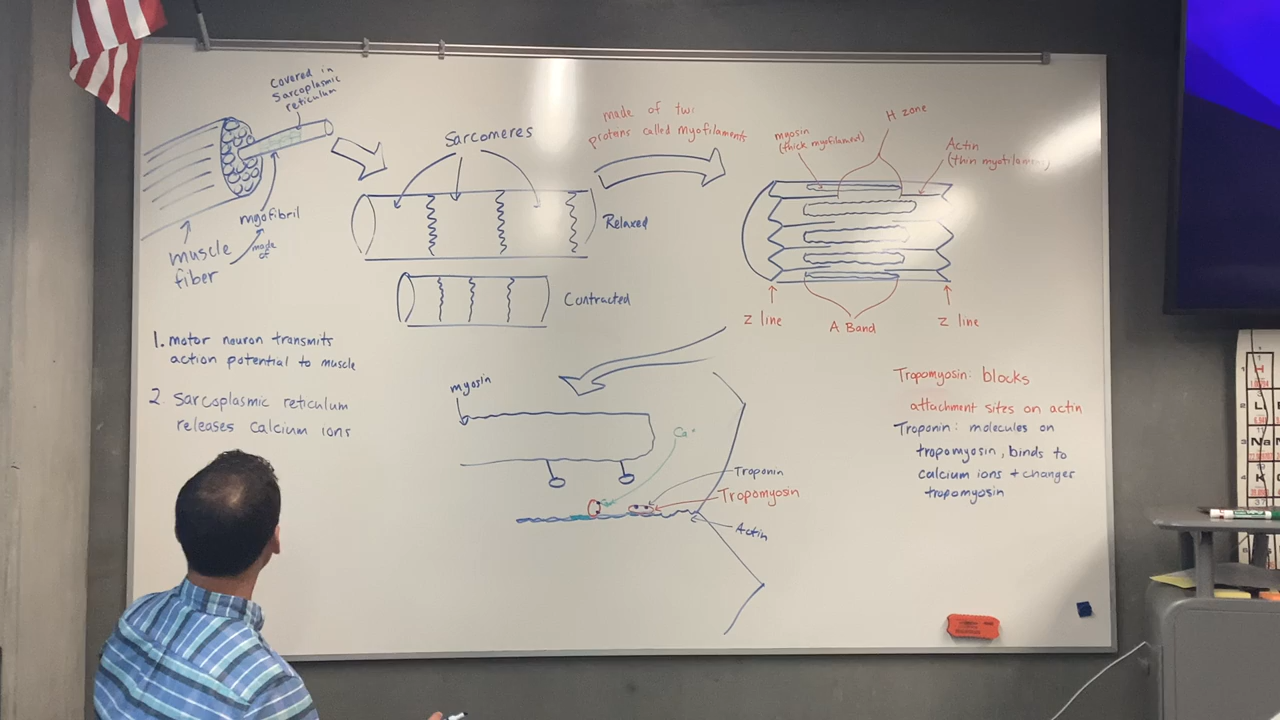 covered in
sarcoplasmic
reticulum
myofibril
made
of
muscle
fiber
Sarcomeres
Relaxed
Contracted
made of two
proteins called myofilaments
myosin
(thick myofilament)
H zone
Actin
(thin myofilament)
Z line
A Band
Z line
1. motor neuron transmits
action potential to muscle
2. Sarcoplasmic reticulum
releases calcium ions
myosin
Ca+
Troponin
Tropomyosin
Actin
Tropomyosin: blocks
attachment sites on actin
Troponin: molecules on
tropomyosin, binds to
calcium ions + changes
tropomyosin
H
L
Na
K